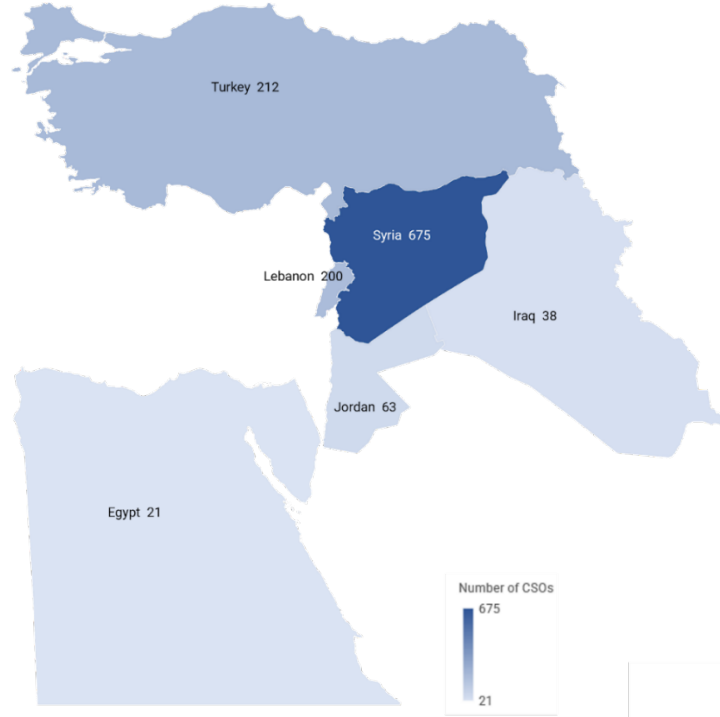 Turkey 212
Syria 675
Lebanon 200
Iraq 38
Jordan 63
Egypt 21
Number of CSOs
675
21